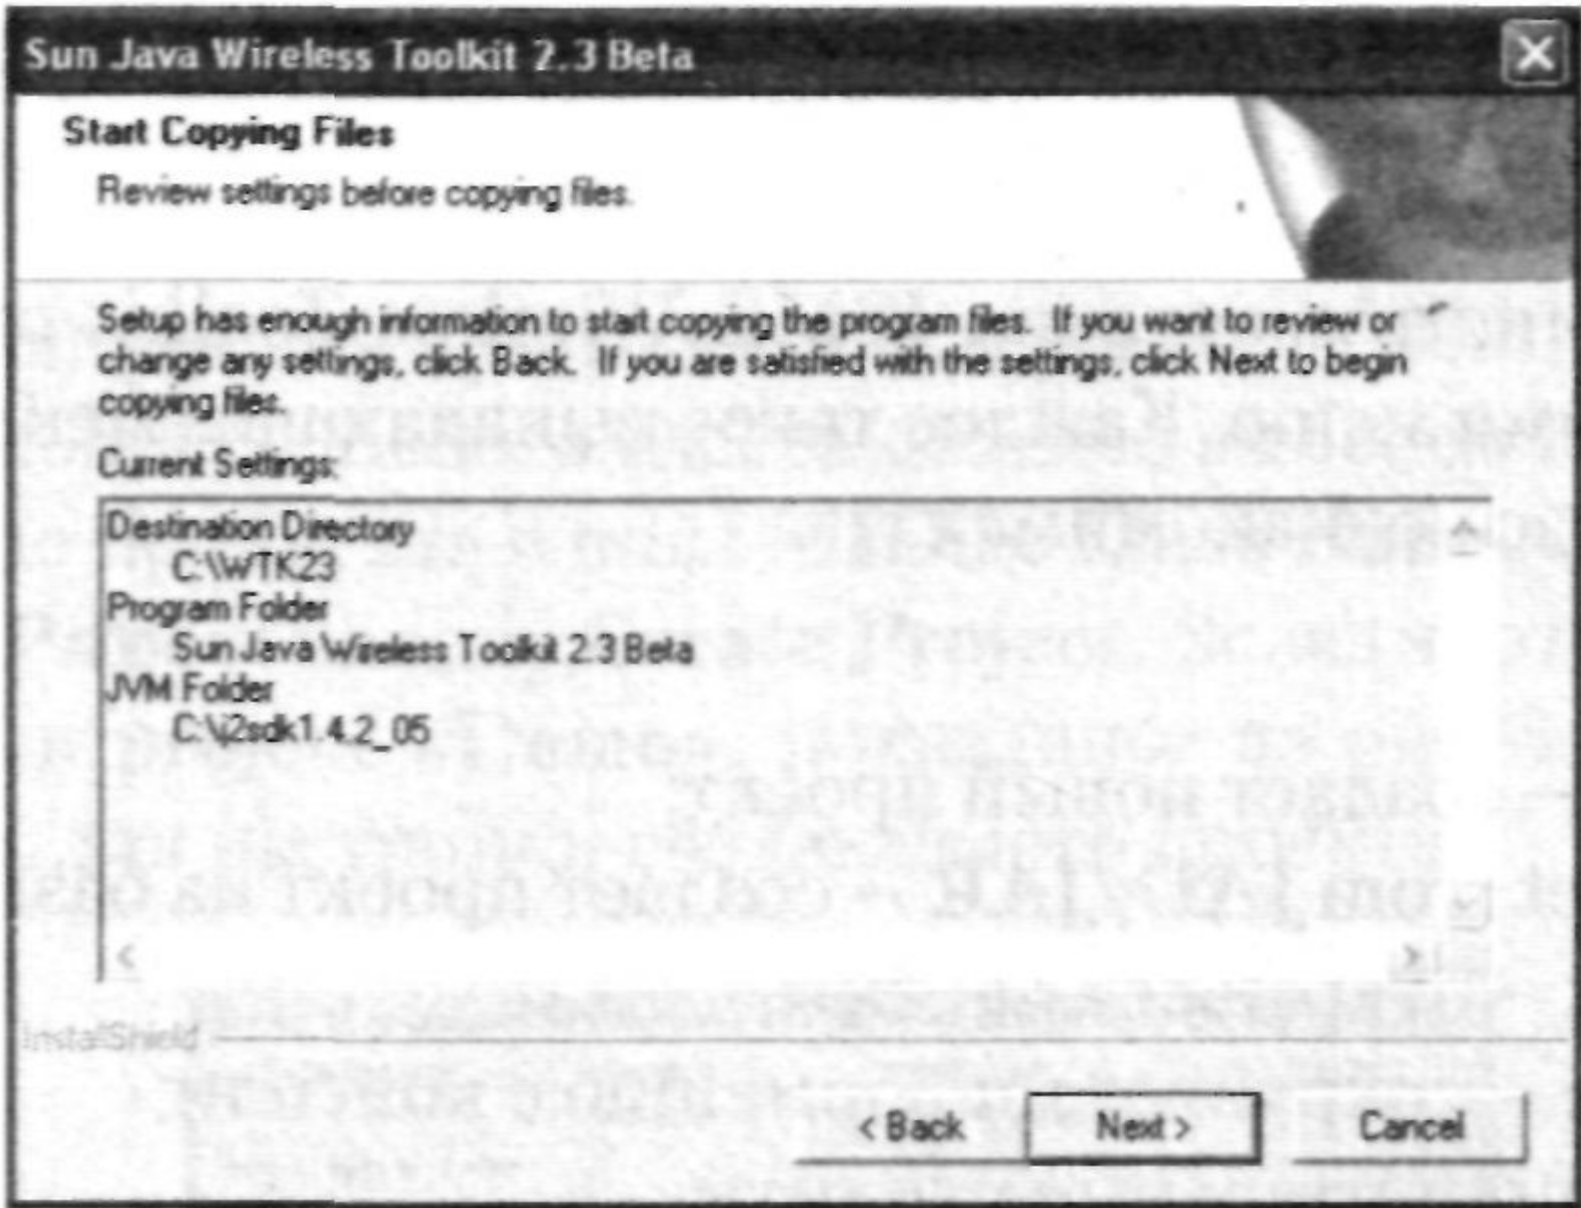 Sun Java Wireless Toolkit 2.3 Beta
Start Copying Files
Review settings before copying files.
Setup has enough information to start copying the program files. If you want to review or
change any settings, click Back. If you are satisfied with the settings, click Next to begin
copying files.
Current Settings:
Destination Directory
C:\WTK23
Program Folder
Sun Java Wireless Toolkit 2.3 Beta
JVM Folder
C:\j2sdk1.4.2_05
InstallShield
< Back Next > Cancel